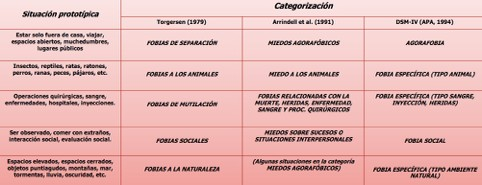 Situación prototípica
Categorización
Torgersen (1979)
Arrindell et al. (1991)
DSM-IV (APA, 1994)
Estar solo fuera de casa, viajar,
espacios abiertos, muchedumbres,
lugares públicos
FOBIAS DE SEPARACIÓN
MIEDOS AGORAFÓBICOS
AGORAFOBIA
Insectos, reptiles, ratas, ratones,
perros, ranas, peces, pájaros, etc.
FOBIAS A LOS ANIMALES
MIEDO A LOS ANIMALES
FOBIA ESPECÍFICA (TIPO ANIMAL)
Operaciones quirúrgicas, sangre,
enfermedades, hospitales, inyecciones.
FOBIAS DE MUTILACIÓN
FOBIAS RELACIONADAS CON LA
MUERTE, HERIDAS, ENFERMEDAD,
SANGRE Y PROC. QUIRÚRGICOS
FOBIA ESPECÍFICA (TIPO SANGRE,
INYECCIÓN, HERIDAS)
Ser observado, comer con extraños,
interacción social, evaluación social.
FOBIAS SOCIALES
MIEDOS SOBRE SUCESOS O
SITUACIONES INTERPERSONALES
FOBIA SOCIAL
Espacios elevados, espacios cerrados,
objetos puntiagudos, montañas, mar,
tormentas, lluvia, oscuridad, etc.
FOBIAS A LA NATURALEZA
(Algunas situaciones en la categoría
MIEDOS AGORAFÓBICOS)
FOBIA ESPECÍFICA (TIPO AMBIENTE
NATURAL)